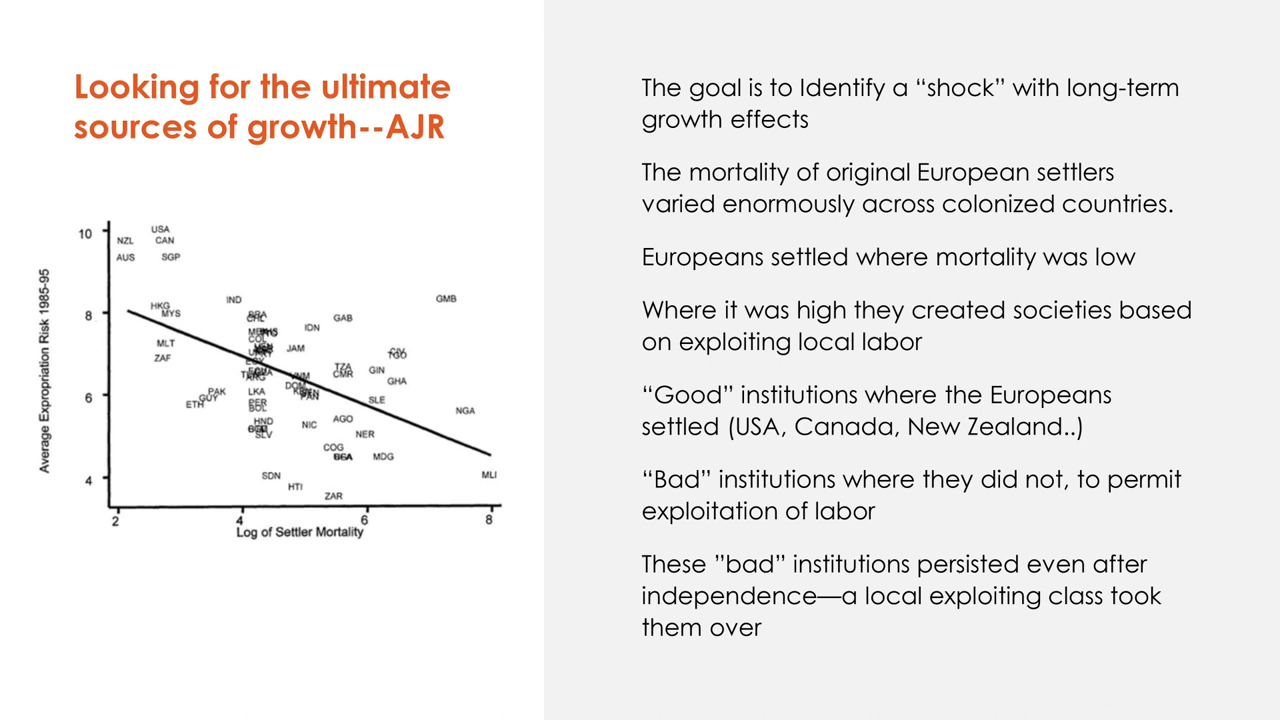 Looking for the ultimate
sources of growth--AJR
The goal is to Identify a “shock” with long-term
growth effects
The mortality of original European settlers
varied enormously across colonized countries.
Europeans settled where mortality was low
Where it was high they created societies based
on exploiting local labor
“Good” institutions where the Europeans
settled (USA, Canada, New Zealand..)
“Bad” institutions where they did not, to permit
exploitation of labor
These ”bad” institutions persisted even after
independence—a local exploiting class took
them over
Average Expropriation Risk 1985-95
10
8
6
4
USA
NZL CAN
AUS SGP
IND GMB
HKG
MYS
GAB
IDN
MLT JAM
ZAF
TGO
TZA
CMR GIN
GHA
PAK
GUY
ETH
LKA
BOL
SLE
NGA
HND
SLV
NIC
AGO
NER
COG
MDG
SDN
HTI
ZAR
MLI
2 4 6 8
Log of Settler Mortality